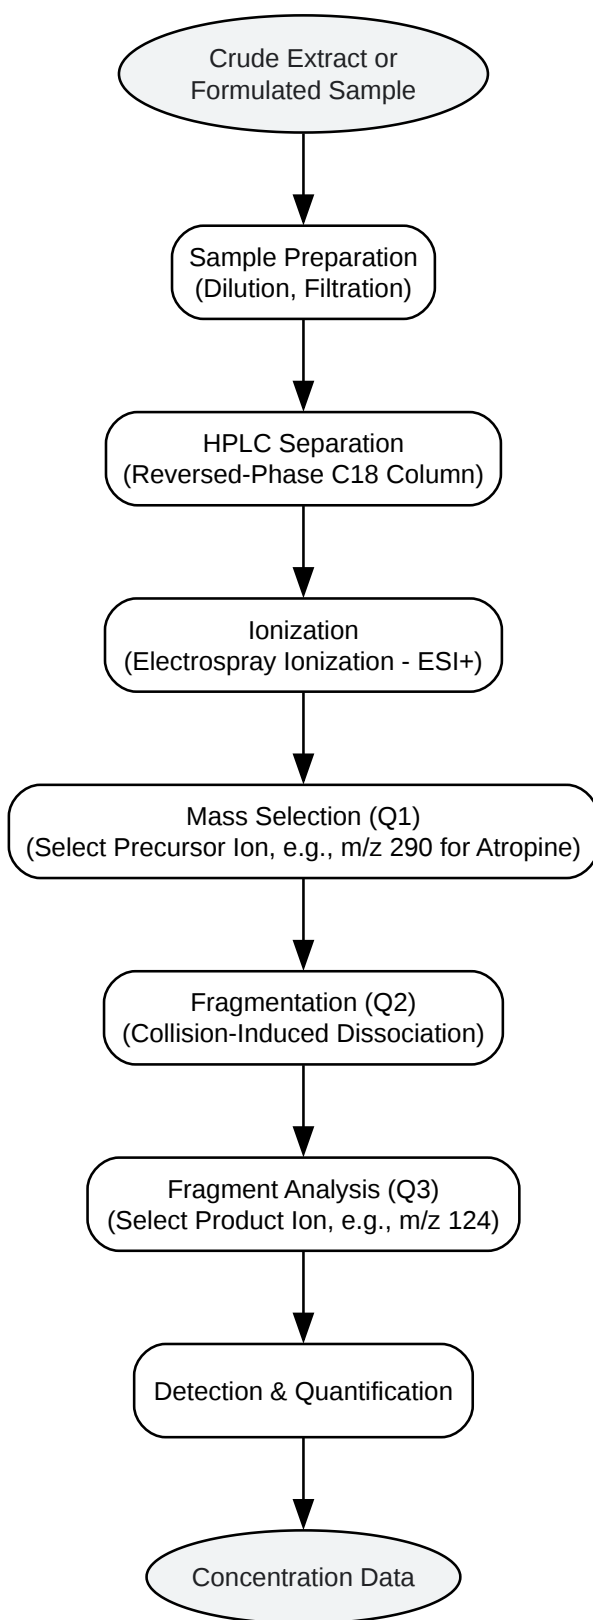 Crude Extract or
Formulated Sample
Sample Preparation
(Dilution, Filtration)
HPLC Separation
(Reversed-Phase C18 Column)
Ionization
(Electrospray Ionization - ESI+)
Mass Selection (Q1)
(Select Precursor Ion, e.g., m/z 290 for Atropine)
Fragmentation (Q2)
(Collision-Induced Dissociation)
Fragment Analysis (Q3)
(Select Product Ion, e.g., m/z 124)
Detection & Quantification
Concentration Data